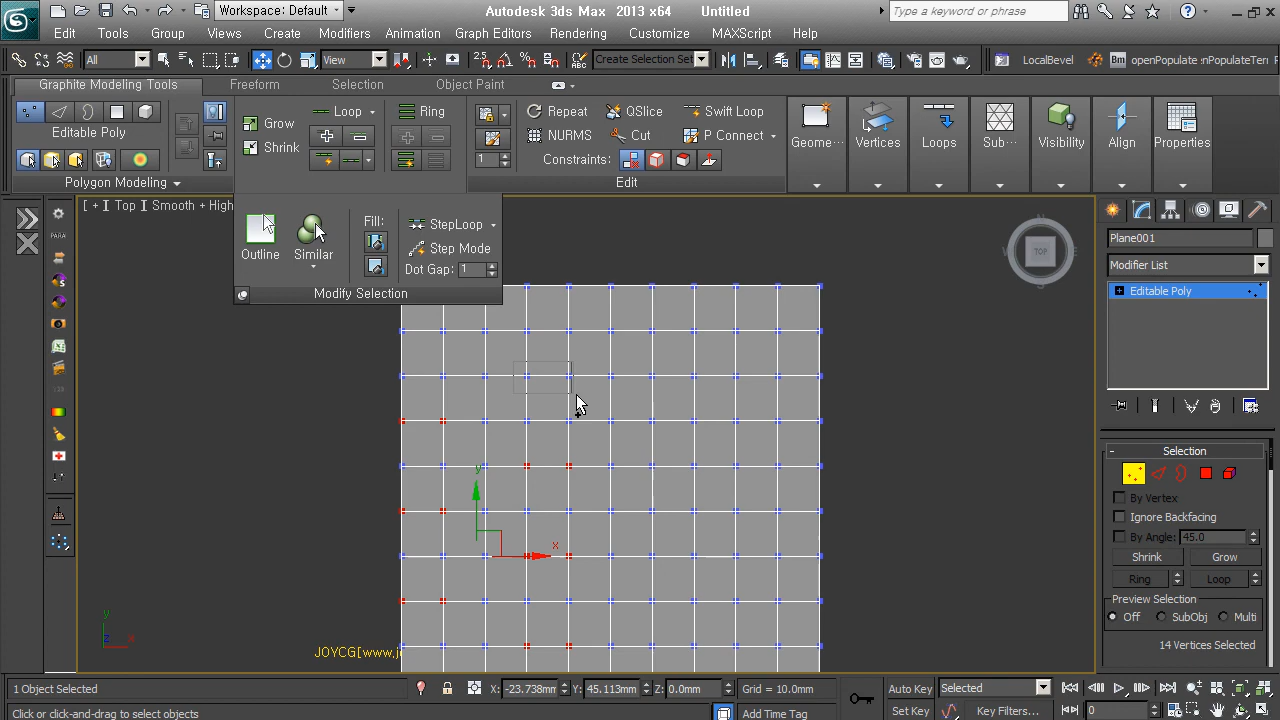 Workspace: Default
Autodesk 3ds Max 2013 x64
Untitled
Type a keyword or phrase
Edit
Tools
Group
Views
Create
Modifiers
Animation
Graph Editors
Rendering
Customize
MAXScript
Help
All
View
Create Selection Set
LocalBevel
openPopulate
Graphite Modeling Tools
Freeform
Selection
Object Paint
Grow
Loop
Ring
Repeat
QSlice
Swift Loop
Editable Poly
Shrink
NURMS
Cut
P Connect
1
Constraints:
Geome···
Vertices
Loops
Sub···
Visibility
Align
Properties
Polygon Modeling
Edit
[ + ] Top ] Smooth + High
Fill:
StepLoop
Outline
Similar
Step Mode
Dot Gap: 1
Modify Selection
TOP
Plane001
Modifier List
Editable Poly
PARA
y
x
Selection
By Vertex
Ignore Backfacing
By Angle: 45.0
Shrink
Grow
Ring
Loop
Preview Selection
Off
SubObj
Multi
14 Vertices Selected
y
z
x
JOYCG[www.j
1 Object Selected
X: -23.738mm
Y: 45.113mm
Z: 0.0mm
Grid = 10.0mm
Auto Key
Selected
Click or click-and-drag to select objects
Add Time Tag
Set Key
Key Filters...
0